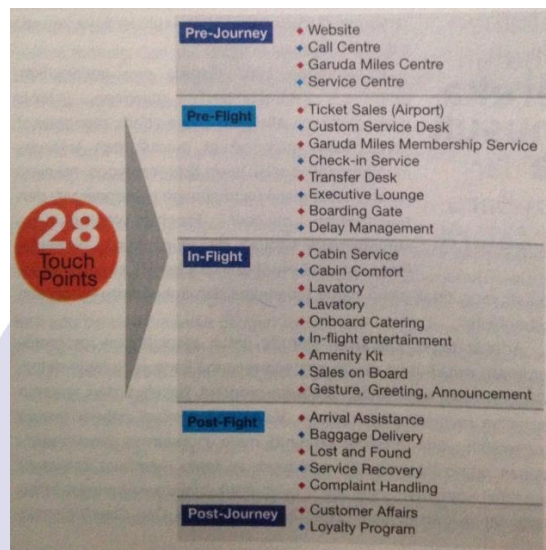 28
Touch
Points
Pre-Journey
Website
Call Centre
Garuda Miles Centre
Service Centre
Pre-Flight
Ticket Sales (Airport)
Custom Service Desk
Garuda Miles Membership Service
Check-in Service
Transfer Desk
Executive Lounge
Boarding Gate
Delay Management
In-Flight
Cabin Service
Cabin Comfort
Lavatory
Lavatory
Onboard Catering
In-flight entertainment
Amenity Kit
Sales on Board
Gesture, Greeting, Announcement
Post-Fight
Arrival Assistance
Baggage Delivery
Lost and Found
Service Recovery
Complaint Handling
Post-Journey
Customer Affairs
Loyalty Program